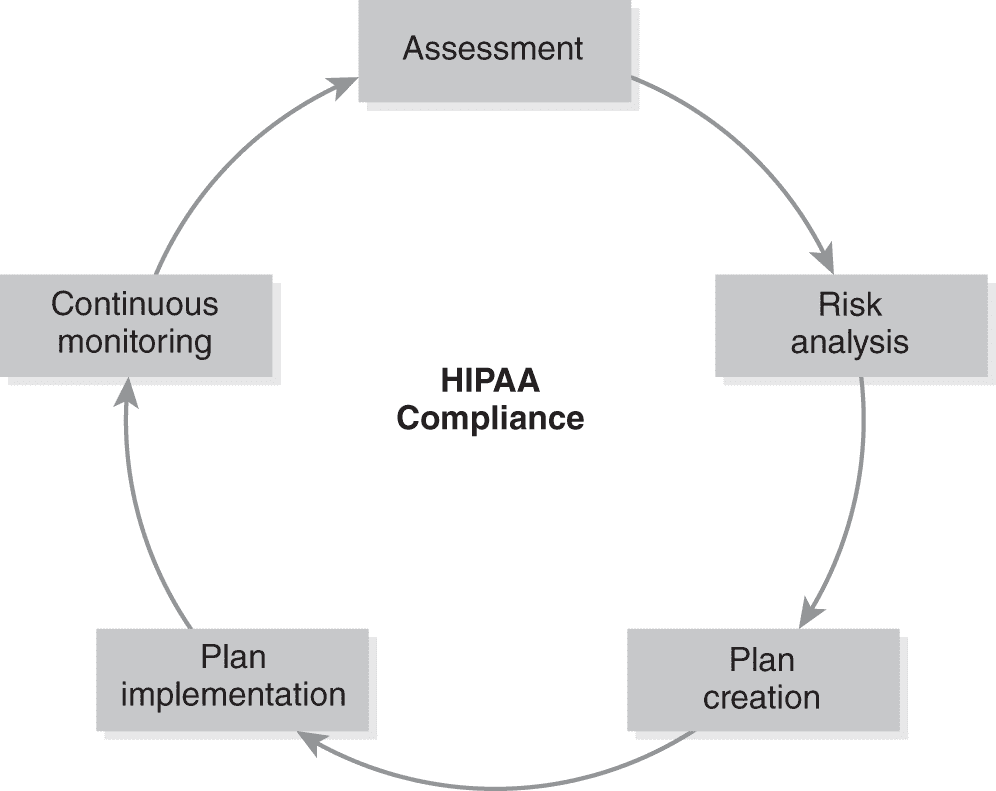 Assessment
Risk
analysis
Plan
creation
Plan
implementation
Continuous
monitoring
HIPAA
Compliance